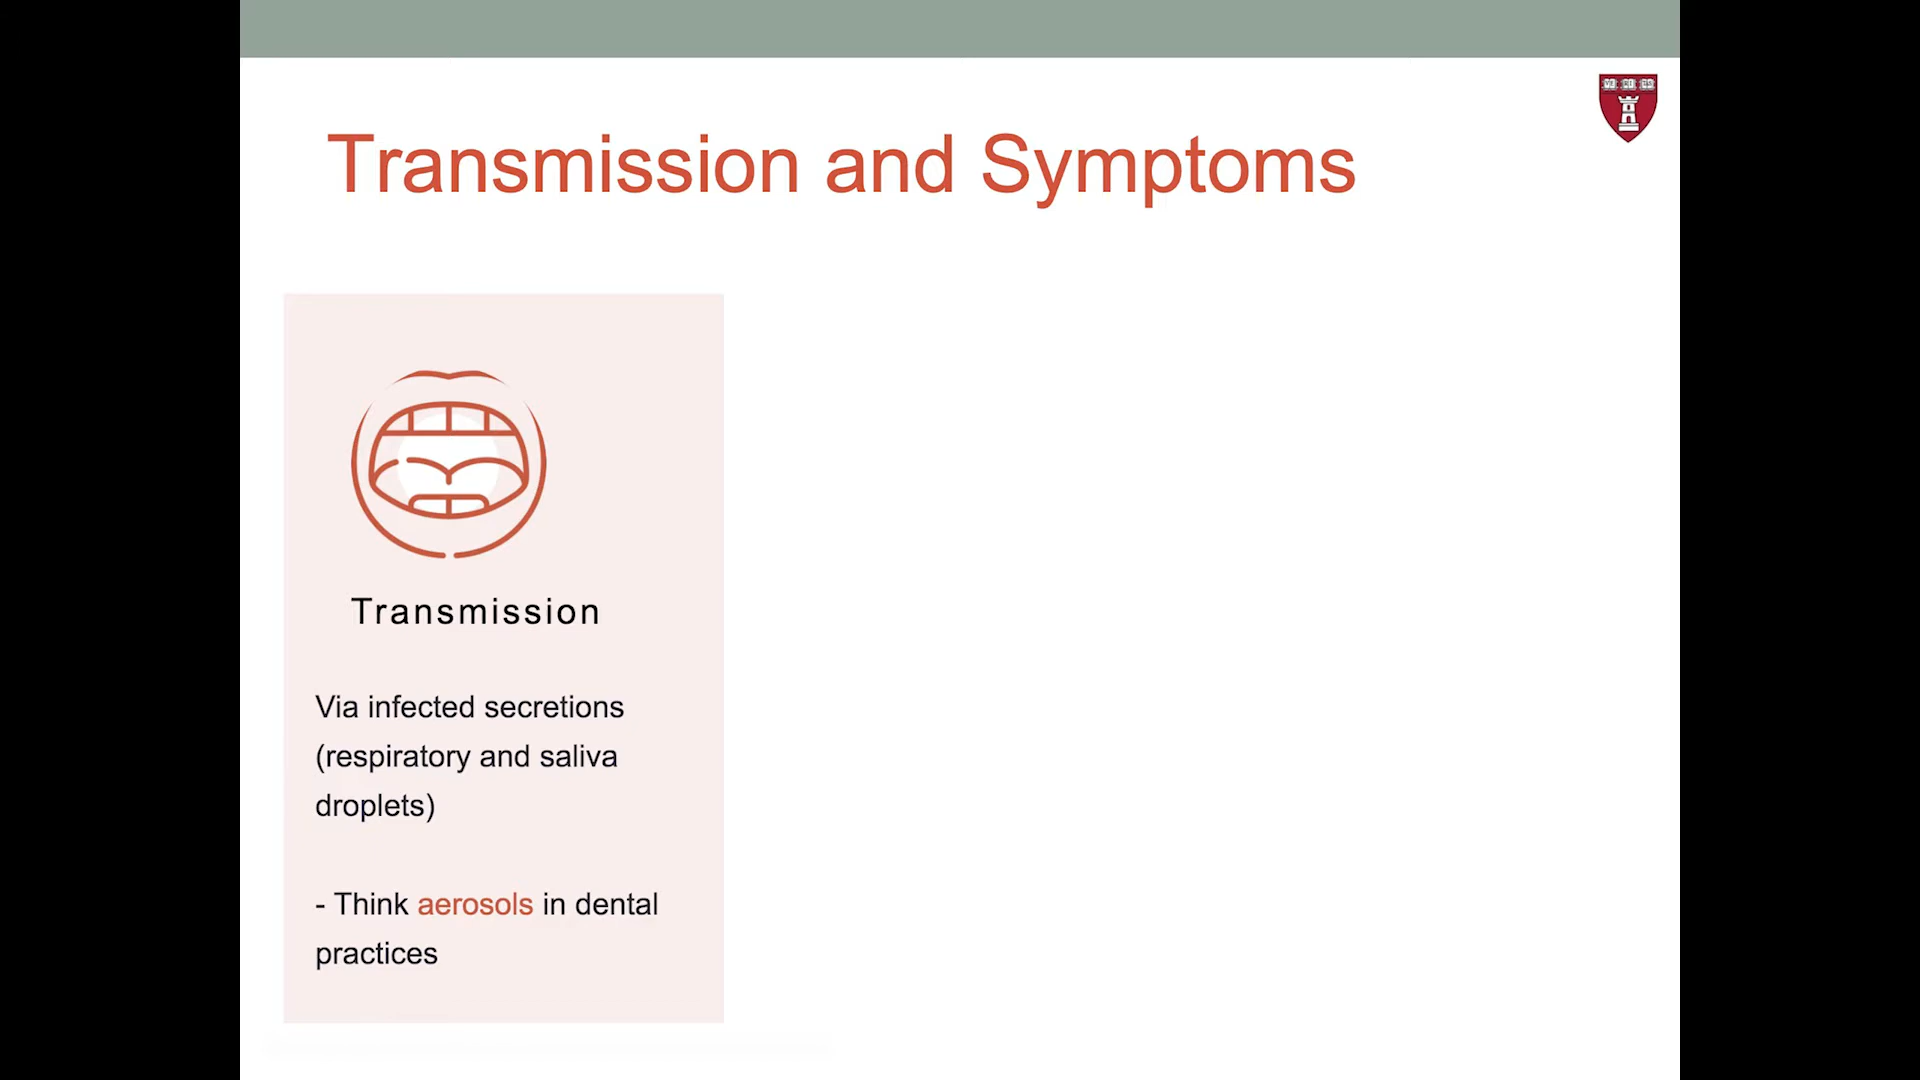 Transmission and Symptoms
Transmission
Via infected secretions
(respiratory and saliva
droplets)
- Think aerosols in dental
practices